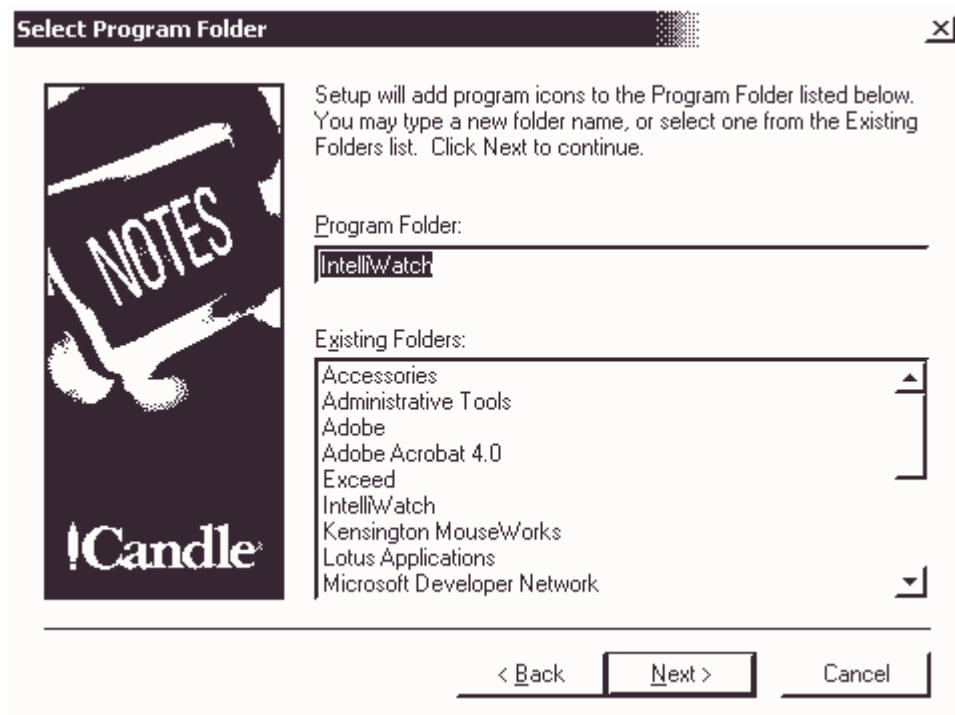 Select Program Folder
Setup will add program icons to the Program Folder listed below.
You may type a new folder name, or select one from the Existing
Folders list. Click Next to continue.
NOTES
Program Folder:
IntelliWatch
Existing Folders:
Accessories
Administrative Tools
Adobe
Adobe Acrobat 4.0
Exceed
IntelliWatch
Kensington MouseWorks
Lotus Applications
Microsoft Developer Network
Candle
< Back
Next >
Cancel